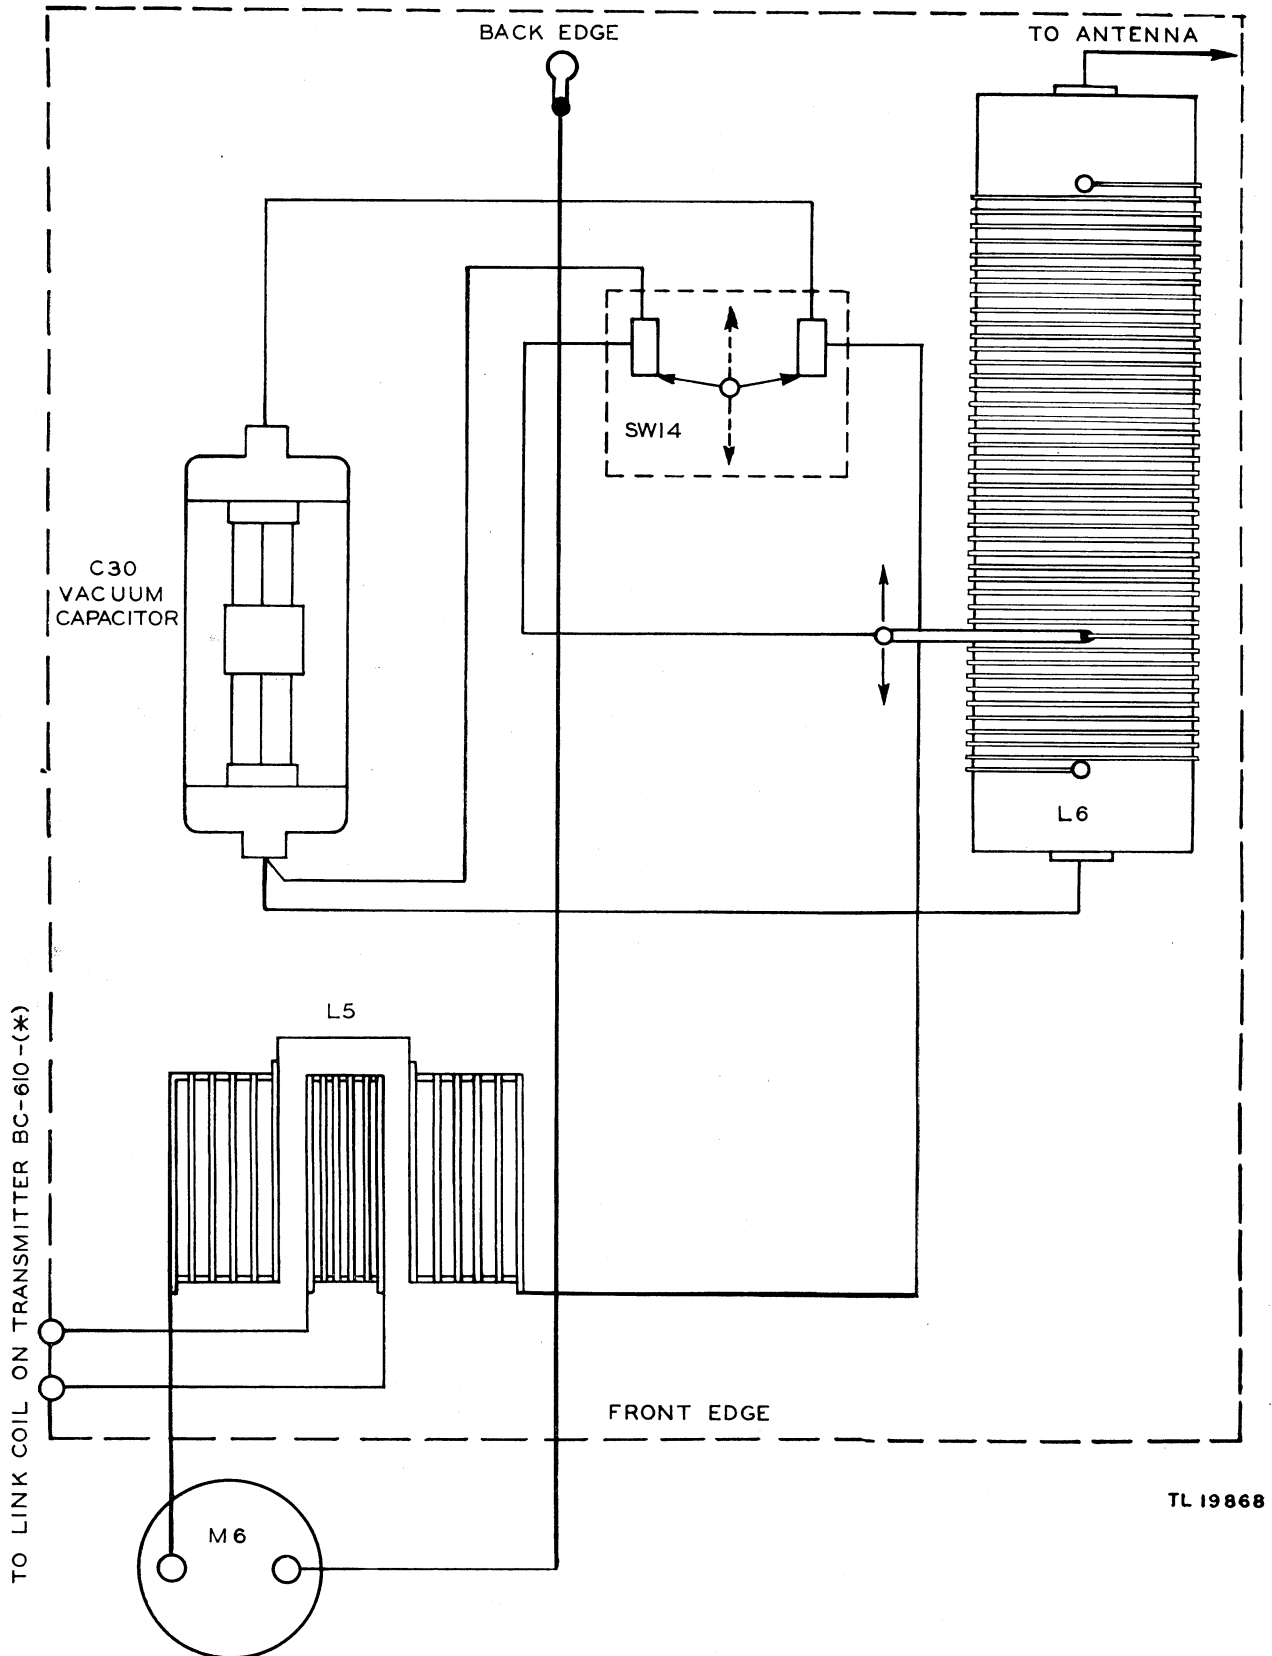 BACK EDGE
TO ANTENNA
SW14
C30
VACUUM
CAPACITOR
L6
L5
TO LINK COIL ON TRANSMITTER BC-610-(*)
FRONT EDGE
TL 19868
M6